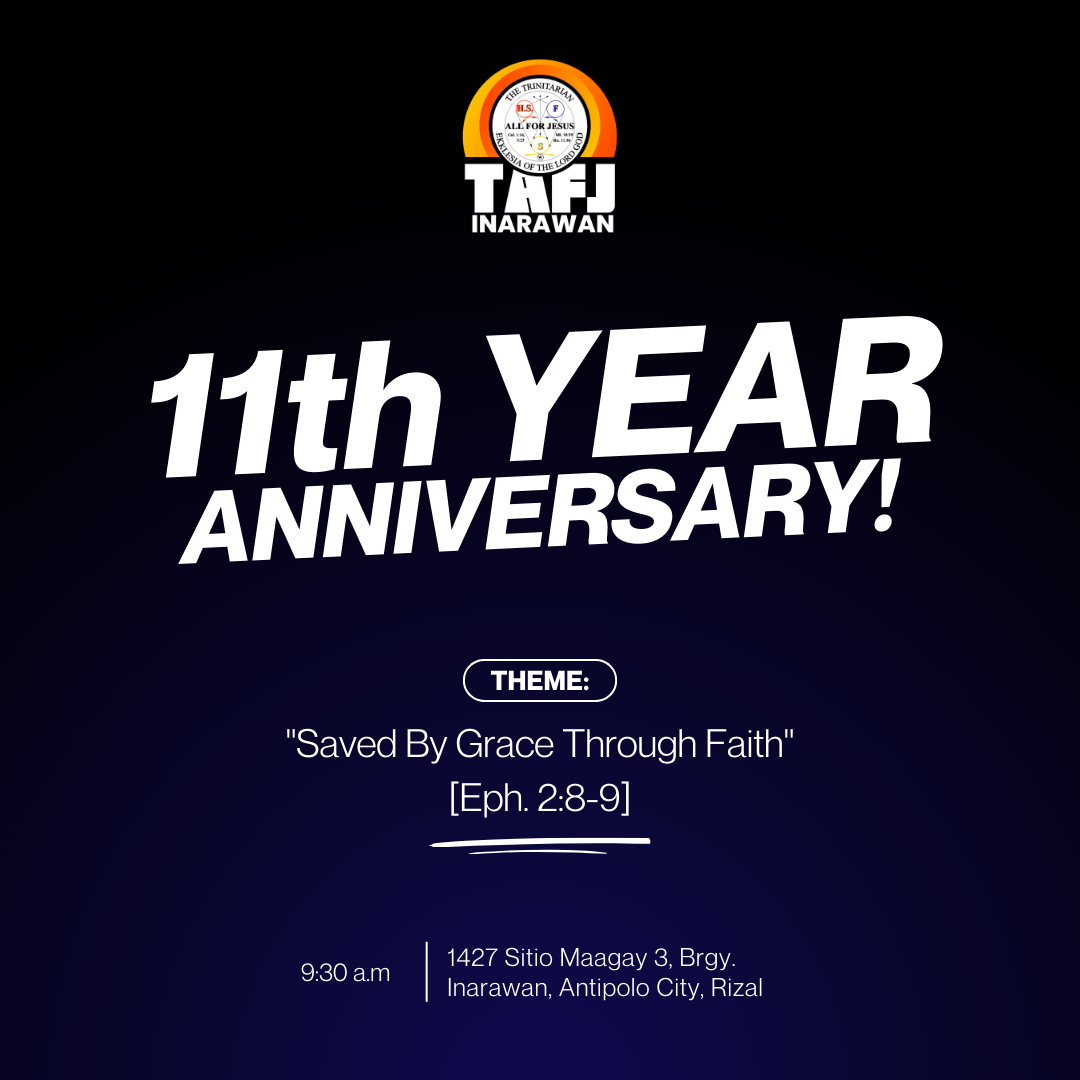 THE TRINITARIAN
H.S. F
ALL FOR JESUS
S
EKKLESIA OF THE LORD GOD
TAFJ
INARAWAN
11th YEAR
ANNIVERSARY!
THEME:
"Saved By Grace Through Faith"
[Eph. 2:8-9]
9:30 a.m
1427 Sitio Maagay 3, Brgy.
Inarawan, Antipolo City, Rizal